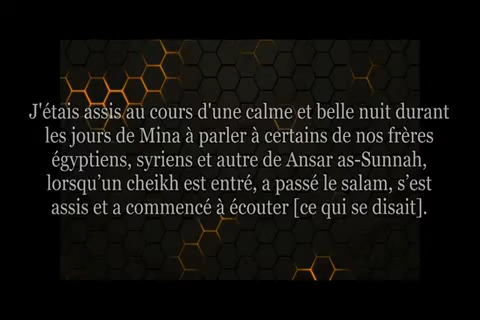 J'étais assis au cours d'une calme et belle nuit durant
les jours de Mina à parler à certains de nos frères
égyptiens, syriens et autre de Ansar as-Sunnah,
lorsqu’un cheikh est entré, a passé le salam, s’est
assis et a commencé à écouter [ce qui se disait].